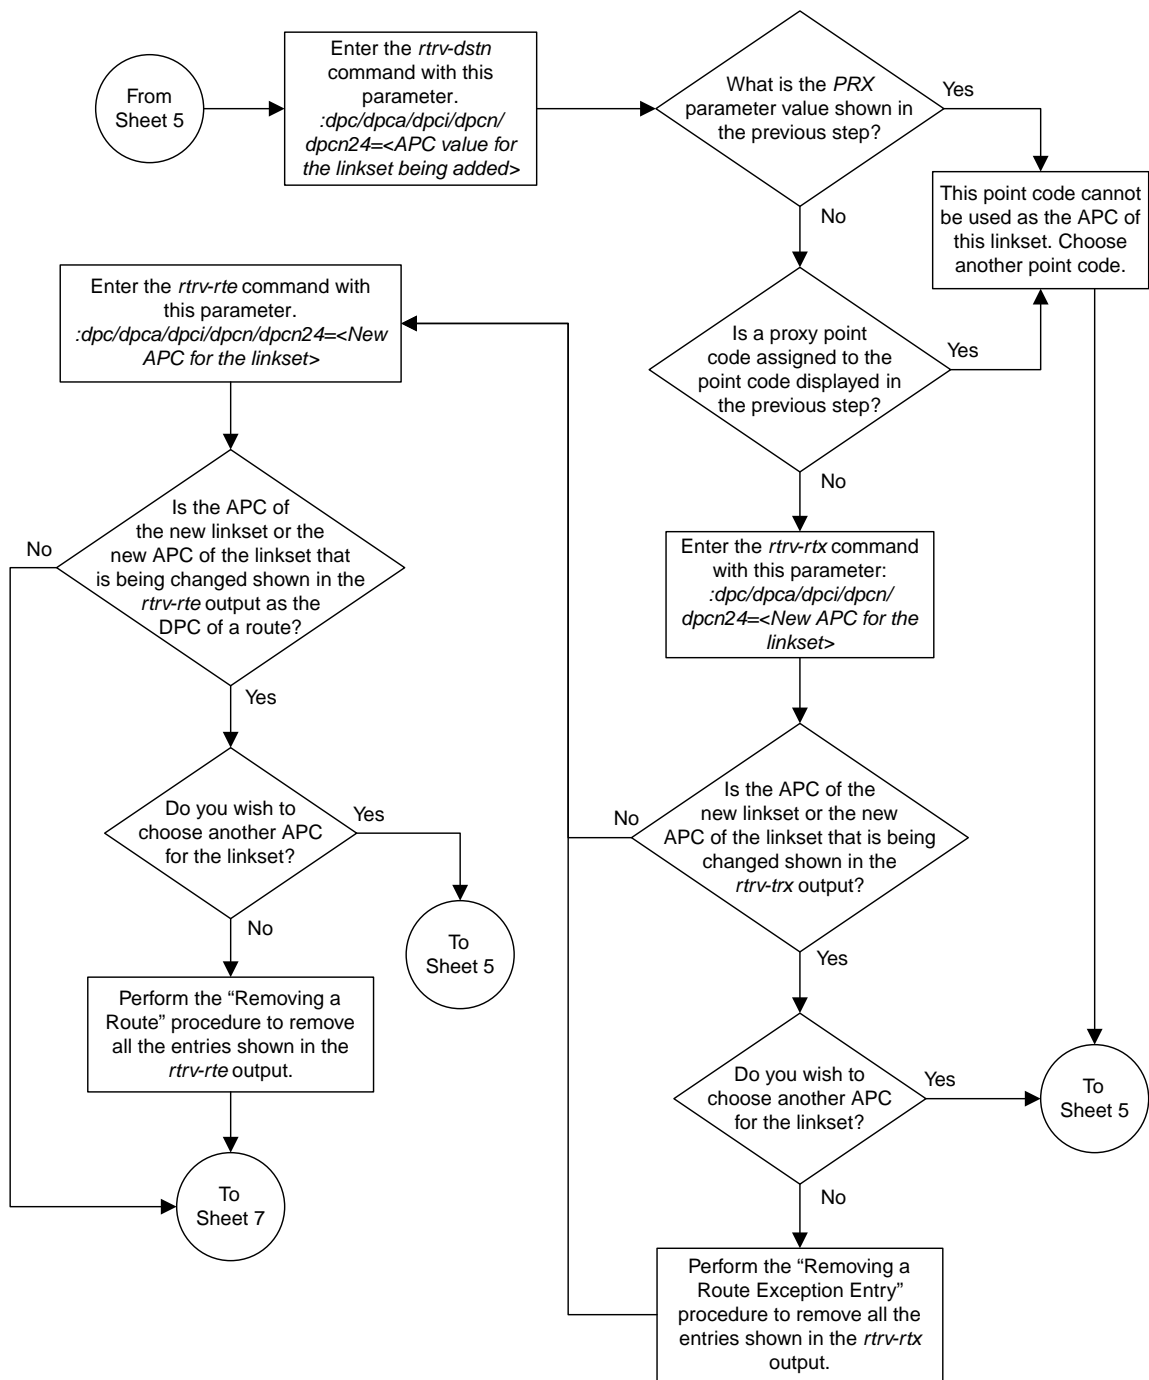 From
Sheet 5
Enter the rtrv-dstn
command with this
parameter.
:dpc/dpca/dpci/dpcn/
dpcn24=<APC value for
the linkset being added>
What is the PRX
parameter value shown in
the previous step?
Yes
No
This point code cannot
be used as the APC of
this linkset. Choose
another point code.
Is a proxy point
code assigned to the
point code displayed in
the previous step?
Yes
No
Enter the rtrv-rtx command
with this parameter:
:dpc/dpca/dpci/dpcn/
dpcn24=<New APC for the
linkset>
Is the APC of the
new linkset or the new
APC of the linkset that is being
changed shown in the
rtrv-trx output?
No
Yes
Do you wish to
choose another APC
for the linkset?
Yes
To
Sheet 5
No
Perform the “Removing a
Route Exception Entry”
procedure to remove all the
entries shown in the rtrv-rtx
output.
Enter the rtrv-rte command with
this parameter.
:dpc/dpca/dpci/dpcn/dpcn24=<New
APC for the linkset>
Is the APC of
the new linkset or the
new APC of the linkset that
is being changed shown in the
rtrv-rte output as the
DPC of a route?
No
Yes
Do you wish to
choose another APC
for the linkset?
Yes
To
Sheet 5
No
Perform the “Removing a
Route” procedure to remove
all the entries shown in the
rtrv-rte output.
To
Sheet 7